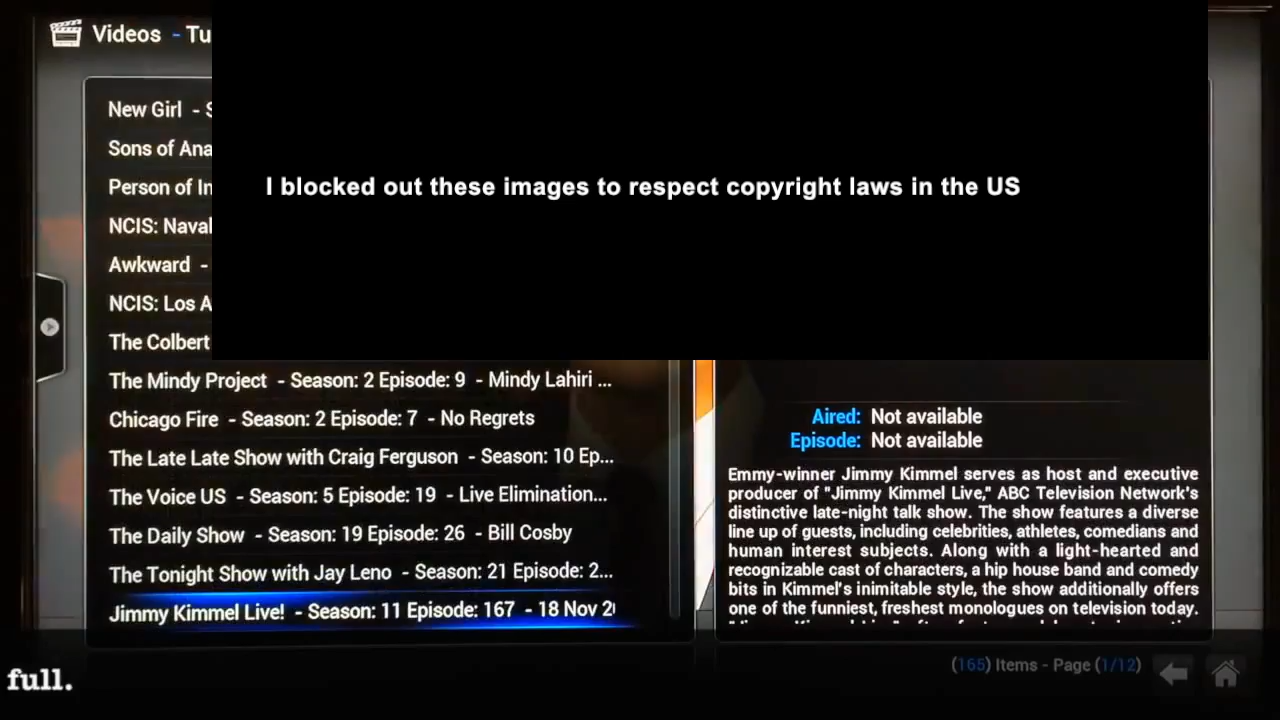 Videos - Tu
I blocked out these images to respect copyright laws in the US
New Girl - S
Sons of Ana
Person of In
NCIS: Naval
Awkward -
NCIS: Los A
The Colbert
The Mindy Project - Season: 2 Episode: 9 - Mindy Lahiri ...
Chicago Fire - Season: 2 Episode: 7 - No Regrets
The Late Late Show with Craig Ferguson - Season: 10 Ep...
The Voice US - Season: 5 Episode: 19 - Live Elimination...
The Daily Show - Season: 19 Episode: 26 - Bill Cosby
The Tonight Show with Jay Leno - Season: 21 Episode: 2...
Jimmy Kimmel Live! - Season: 11 Episode: 167 - 18 Nov 20
Aired: Not available
Episode: Not available
Emmy-winner Jimmy Kimmel serves as host and executive
producer of "Jimmy Kimmel Live," ABC Television Network's
distinctive late-night talk show. The show features a diverse
line up of guests, including celebrities, athletes, comedians and
human interest subjects. Along with a light-hearted and
recognizable cast of characters, a hip house band and comedy
bits in Kimmel's inimitable style, the show additionally offers
one of the funniest, freshest monologues on television today.
(165) Items - Page (1/12)
full.